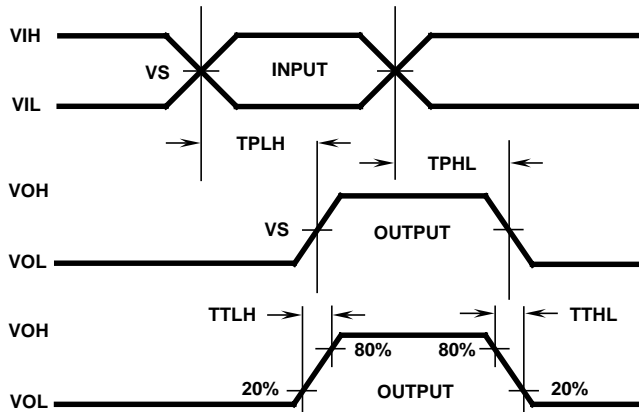 VIH
VS
INPUT
VIL
TPLH
TPHL
VOH
VS
OUTPUT
VOL
TTLH
TTHL
VOH
80%
80%
20%
OUTPUT
20%
VOL